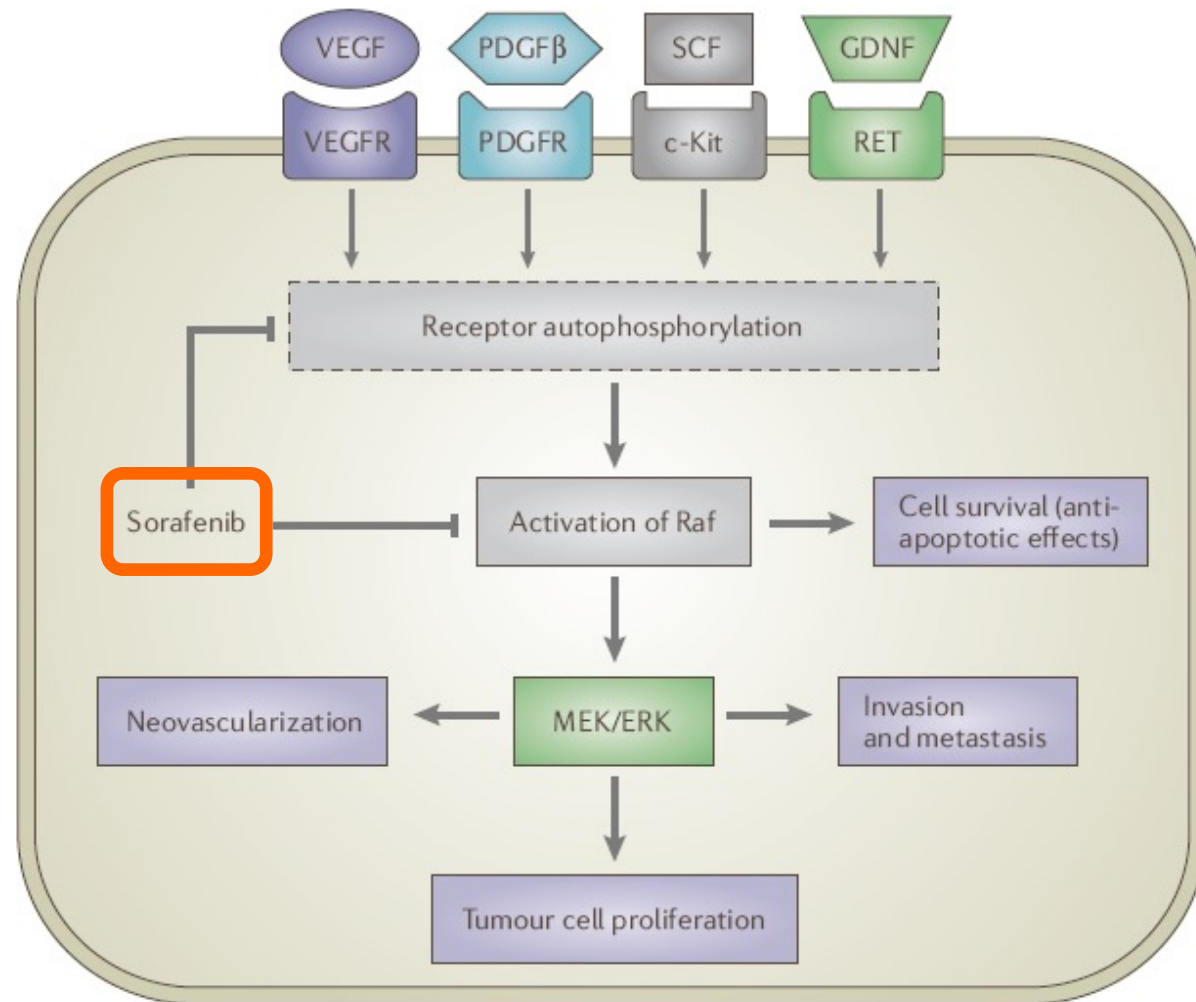 VEGF
PDGFβ
SCF
GDNF
VEGFR
PDGFR
c-Kit
RET
Receptor autophosphorylation
Sorafenib
Activation of Raf
Cell survival (anti-
apoptotic effects)
Neovascularization
MEK/ERK
Invasion
and metastasis
Tumour cell proliferation